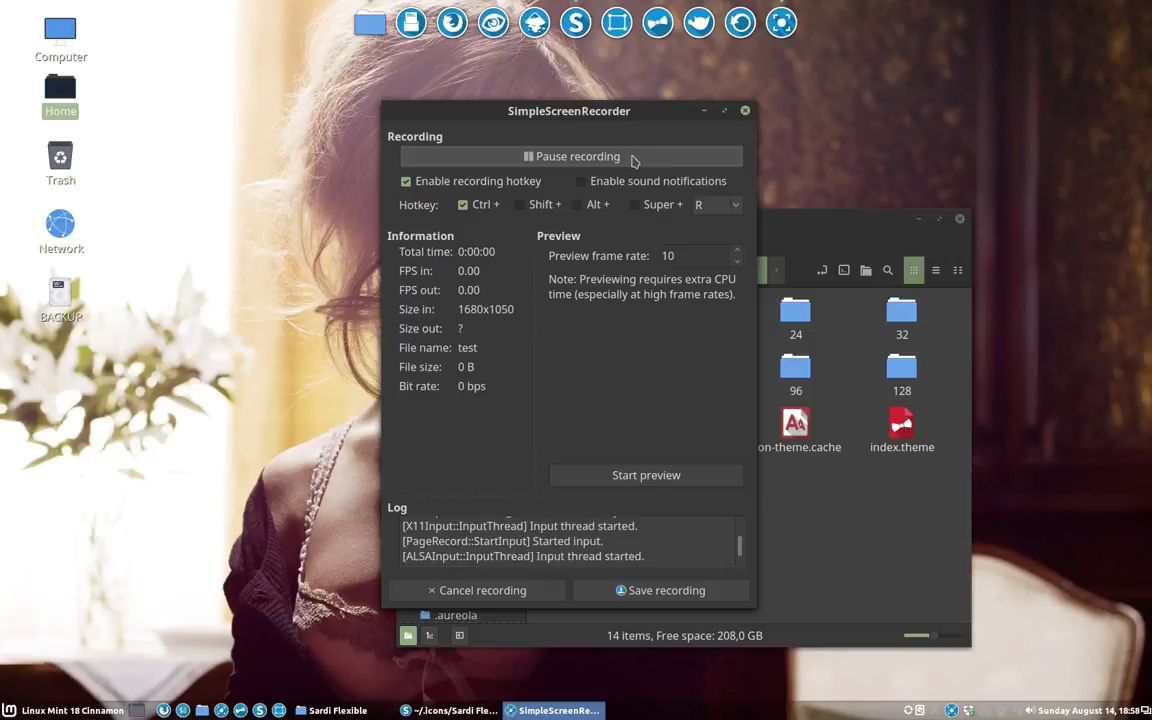 Computer
Home
Trash
Network
BACKUP
SimpleScreenRecorder
Recording
Pause recording
Enable recording hotkey
Enable sound notifications
Hotkey:
Ctrl +
Shift +
Alt +
Super +
R
Information
Total time: 0:00:00
FPS in: 0.00
FPS out: 0.00
Size in: 1680x1050
Size out: ?
File name: test
File size: 0 B
Bit rate: 0 bps
Preview
Preview frame rate: 10
Note: Previewing requires extra CPU
time (especially at high frame rates).
Start preview
Log
[X11Input::InputThread] Input thread started.
[PageRecord::StartInput] Started input.
[ALSAInput::InputThread] Input thread started.
Cancel recording
Save recording
24
32
96
128
on-theme.cache
index.theme
.aureola
14 items, Free space: 208,0 GB
Linux Mint 18 Cinnamon
Sardi Flexible
~/.icons/Sardi Fle...
SimpleScreenRe...
Sunday August 14, 18:58